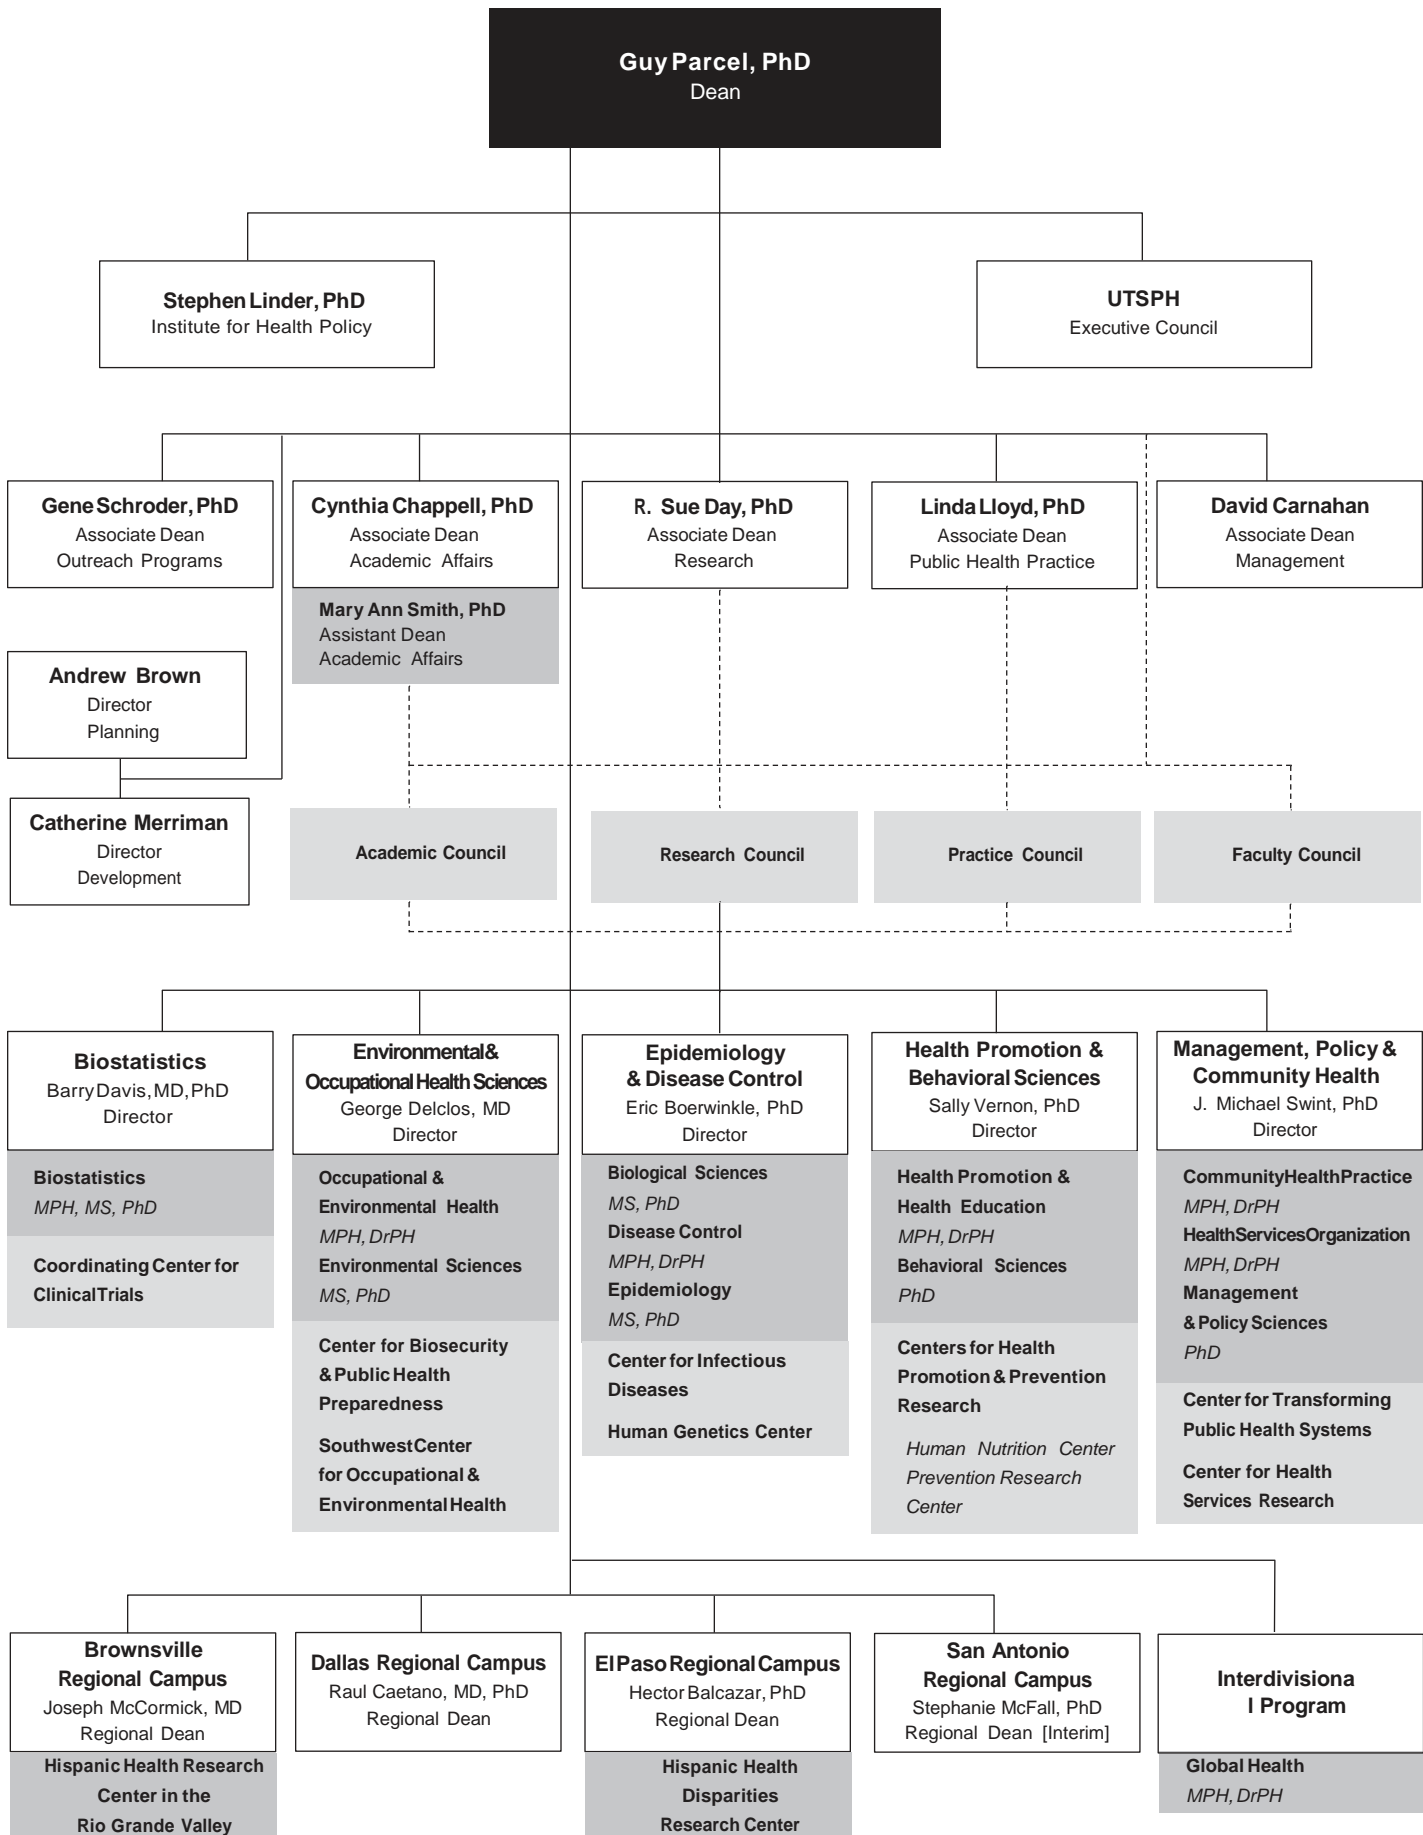 Guy Parcel, PhD
Dean
Stephen Linder, PhD
Institute for Health Policy
UTSPH
Executive Council
Gene Schroder, PhD
Associate Dean
Outreach Programs
Cynthia Chappell, PhD
Associate Dean
Academic Affairs
Mary Ann Smith, PhD
Assistant Dean
Academic Affairs
R. Sue Day, PhD
Associate Dean
Research
Linda Lloyd, PhD
Associate Dean
Public Health Practice
David Carnahan
Associate Dean
Management
Andrew Brown
Director
Planning
Catherine Merriman
Director
Development
Academic Council
Research Council
Practice Council
Faculty Council
Biostatistics
Barry Davis, MD, PhD
Director
Biostatistics
MPH, MS, PhD
Coordinating Center for
Clinical Trials
Environmental &
Occupational Health Sciences
George Delclos, MD
Director
Occupational &
Environmental Health
MPH, DrPH
Environmental Sciences
MS, PhD
Center for Biosecurity
& Public Health
Preparedness
Southwest Center
for Occupational &
Environmental Health
Epidemiology
& Disease Control
Eric Boerwinkle, PhD
Director
Biological Sciences
MS, PhD
Disease Control
MPH, DrPH
Epidemiology
MS, PhD
Center for Infectious
Diseases
Human Genetics Center
Health Promotion &
Behavioral Sciences
Sally Vernon, PhD
Director
Health Promotion &
Health Education
MPH, DrPH
Behavioral Sciences
PhD
Centers for Health
Promotion & Prevention
Research
Human Nutrition Center
Prevention Research
Center
Management, Policy &
Community Health
J. Michael Swint, PhD
Director
Community Health Practice
MPH, DrPH
Health Services Organization
MPH, DrPH
Management
& Policy Sciences
PhD
Center for Transforming
Public Health Systems
Center for Health
Services Research
Brownsville
Regional Campus
Joseph McCormick, MD
Regional Dean
Hispanic Health Research
Center in the
Rio Grande Valley
Dallas Regional Campus
Raul Caetano, MD, PhD
Regional Dean
El Paso Regional Campus
Hector Balcazar, PhD
Regional Dean
Hispanic Health
Disparities
Research Center
San Antonio
Regional Campus
Stephanie McFall, PhD
Regional Dean [Interim]
Interdivisiona
l Program
Global Health
MPH, DrPH